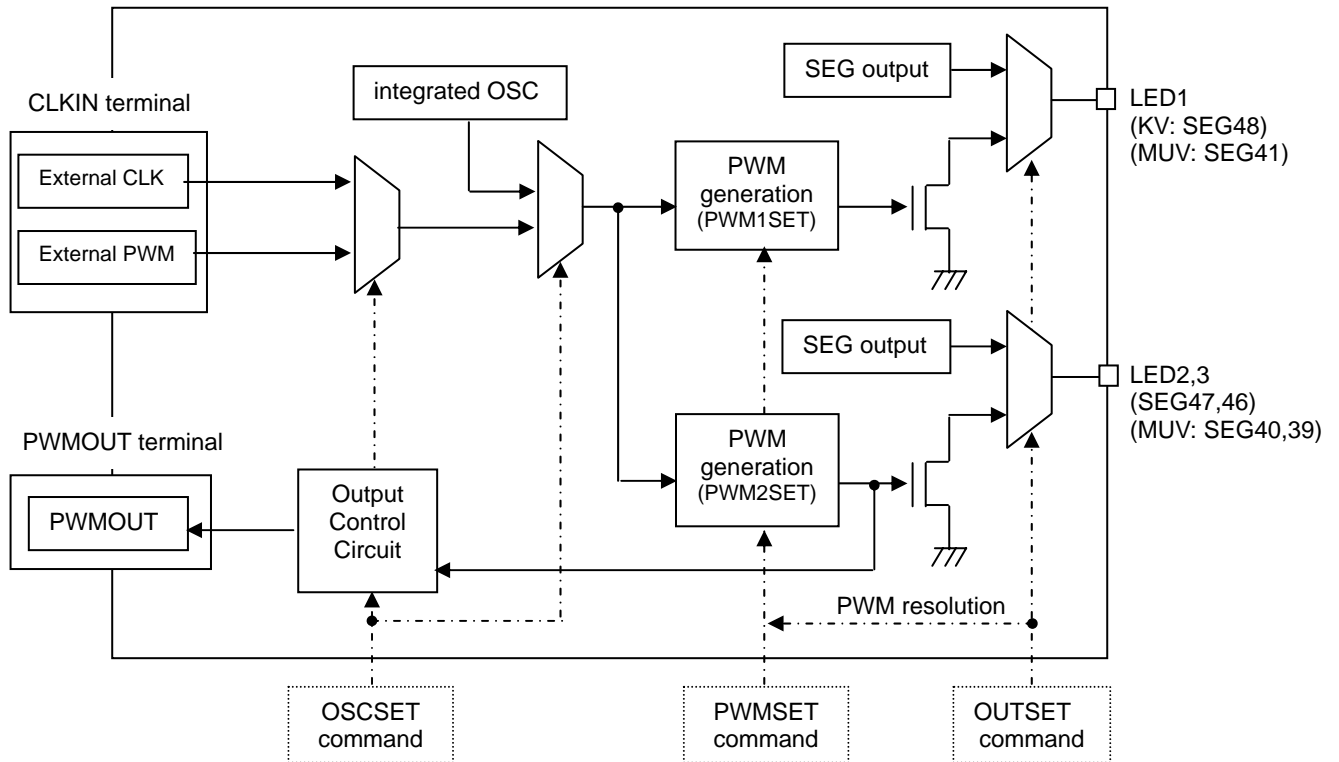 SEG output
integrated OSC
CLKIN terminal
LED1
(KV: SEG48)
(MUV: SEG41)
External CLK
PWM
generation
(PWM1SET)
External PWM
SEG output
LED2,3
(SEG47,46)
(MUV: SEG40,39)
PWMOUT terminal
PWM
generation
(PWM2SET)
Output
Control
Circuit
PWMOUT
PWM resolution
OSCSET
command
PWMSET
command
OUTSET
command